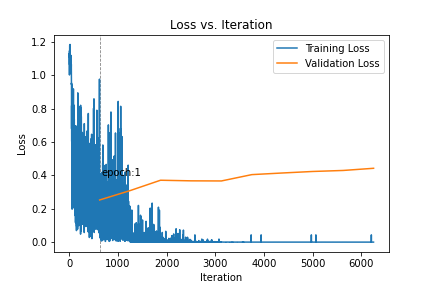 Loss vs. Iteration
1.2
1.0
0.8
0.6
0.4
0.2
0.0
Loss
Training Loss
Validation Loss
epoch:1
0
1000
2000
3000
4000
5000
6000
Iteration